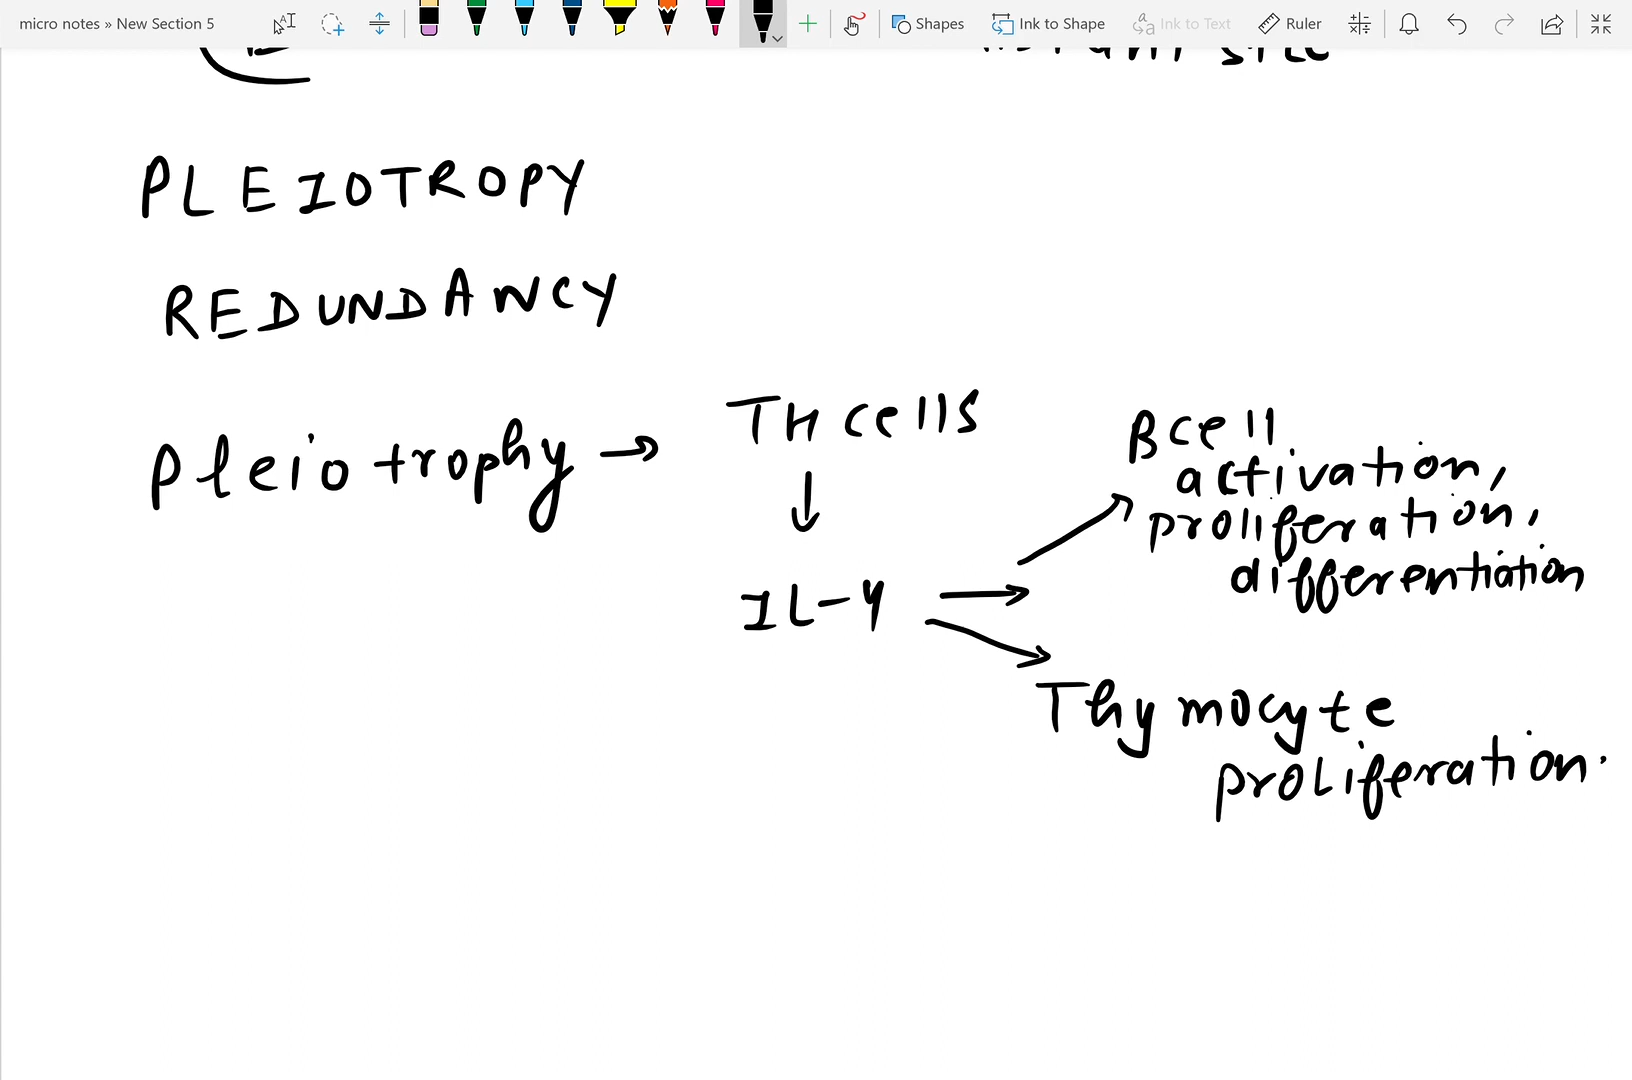 micro notes » New Section 5
Shapes
Ink to Shape
Ink to Text
Ruler
PLEIOTROPY
REDUNDANCY
Pleiotrophy → TH cells
↓
IL-4
B cell
activation,
proliferation,
differentiation
Thymocyte
proliferation.